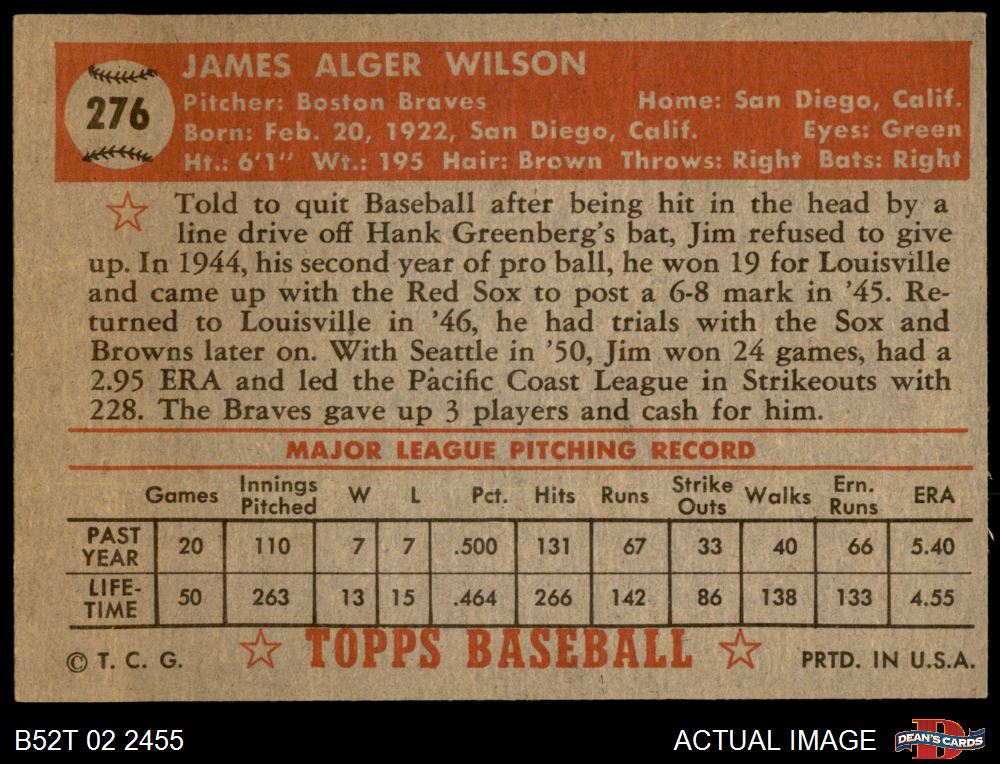 JAMES ALGER WILSON
276
Pitcher: Boston Braves Home: San Diego, Calif.
Born: Feb. 20, 1922, San Diego, Calif. Eyes: Green
Ht.: 6'1" Wt.: 195 Hair: Brown Throws: Right Bats: Right
Told to quit Baseball after being hit in the head by a
line drive off Hank Greenberg's bat, Jim refused to give
up. In 1944, his second year of pro ball, he won 19 for Louisville
and came up with the Red Sox to post a 6-8 mark in '45. Re-
turned to Louisville in '46, he had trials with the Sox and
Browns later on. With Seattle in '50, Jim won 24 games, had a
2.95 ERA and led the Pacific Coast League in Strikeouts with
228. The Braves gave up 3 players and cash for him.
MAJOR LEAGUE PITCHING RECORD
Games Innings Pitched W L Pct. Hits Runs Strike Outs Walks Ern. Runs ERA
PAST YEAR 20 110 7 7 .500 131 67 33 40 66 5.40
LIFE-TIME 50 263 13 15 .464 266 142 86 138 133 4.55
© T. C. G. TOPPS BASEBALL PRTD. IN U.S.A.
B52T 02 2455 ACTUAL IMAGE DEAN'S CARDS